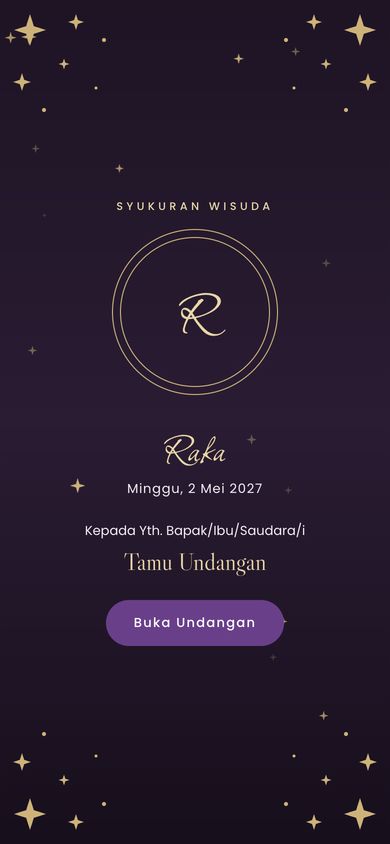 SYUKURAN WISUDA
R
Raka
Minggu, 2 Mei 2027
Kepada Yth. Bapak/Ibu/Saudara/i
Tamu Undangan
Buka Undangan